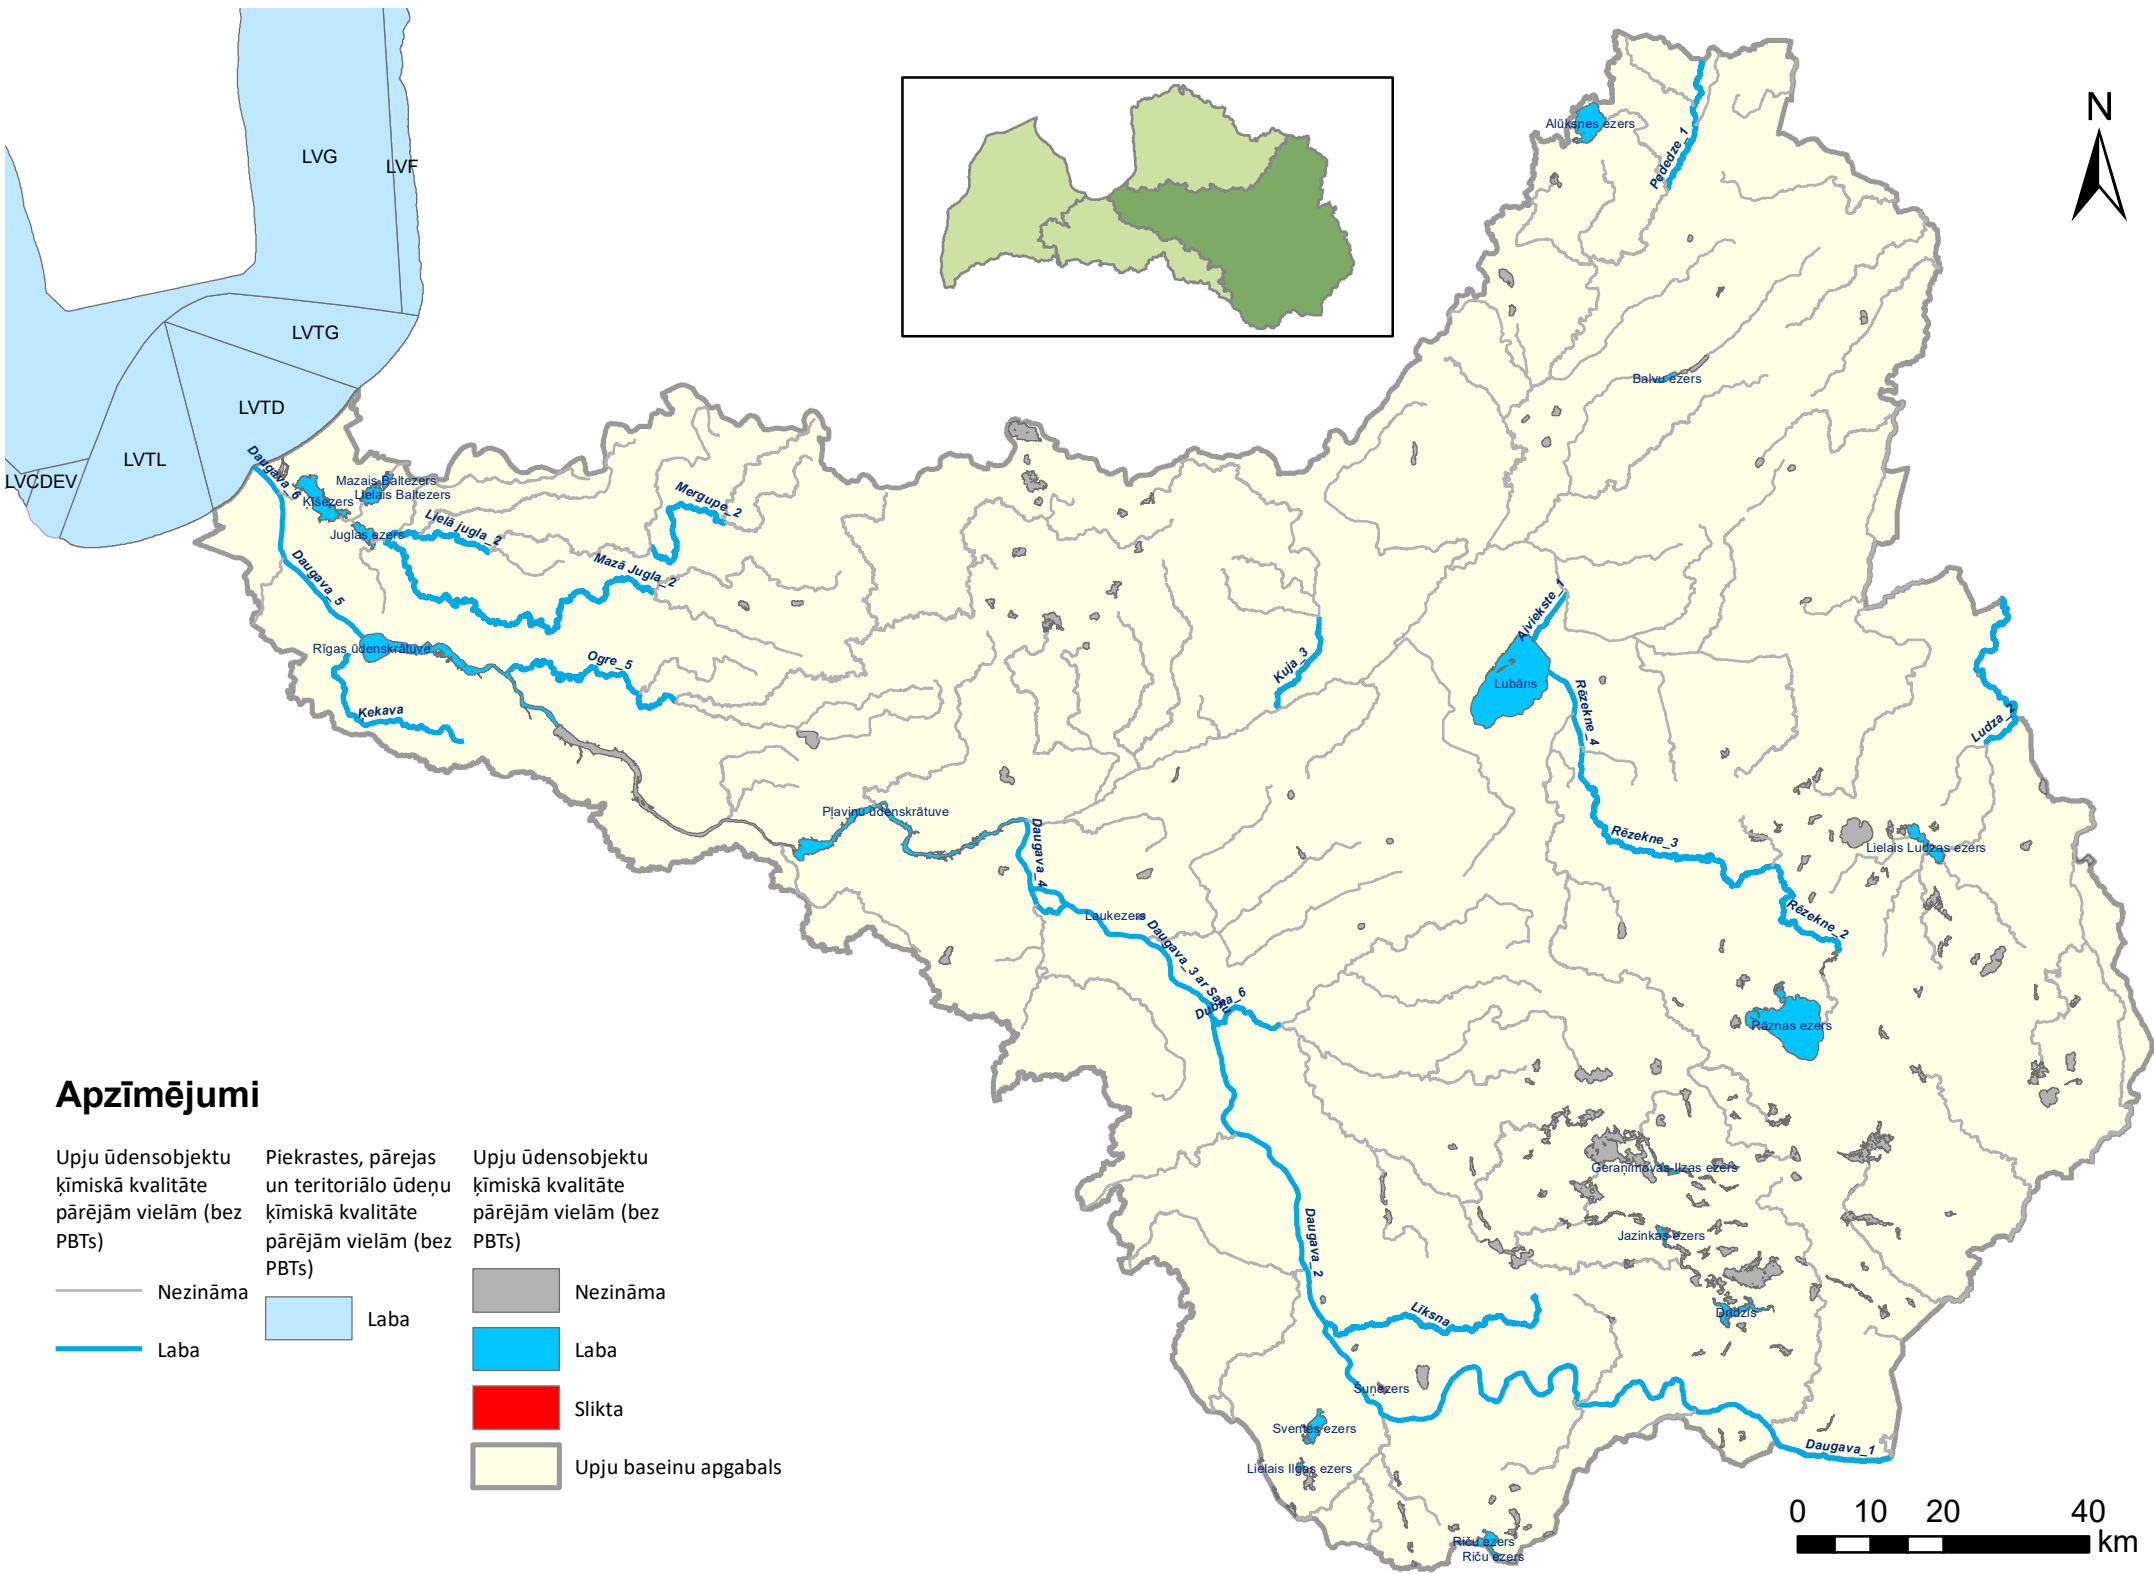 LVG
LVF
LVTG
LVTD
LVTL
LVCDEV
N
Alūksnes ezers
Pededze_1
Balvu ezers
Daugava_6
Ķīšezers
Mazais Baltezers
Lielais Baltezers
Juglas ezers
Lielā jugla_2
Mergupe_2
Mazā Jugla_2
Daugava_5
Rīgas ūdenskrātuve
Ogre_5
Ķekava
Kuja_3
Aiviekste_1
Lubāns
Rēzekne_4
Ludza_2
Pļaviņu ūdenskrātuve
Daugava_4
Rēzekne_3
Lielais Ludzas ezers
Laukezers
Rēzekne_2
Daugava_3 ar Saku
Dubna_6
Rāznas ezers
Geraņimovas-Ilzas ezers
Daugava_2
Jazinkas ezers
Līksna
Drīdzis
Šuņezers
Sventes ezers
Daugava_1
Lielais Ilgas ezers
Riču ezers
Riču ezers
Apzīmējumi
Upju ūdensobjektu
ķīmiskā kvalitāte
pārējām vielām (bez
PBTs)
Nezināma
Laba
Piekrastes, pārejas
un teritoriālo ūdeņu
ķīmiskā kvalitāte
pārējām vielām (bez
PBTs)
Laba
Upju ūdensobjektu
ķīmiskā kvalitāte
pārējām vielām (bez
PBTs)
Nezināma
Laba
Slikta
Upju baseinu apgabals
0 10 20 40
km